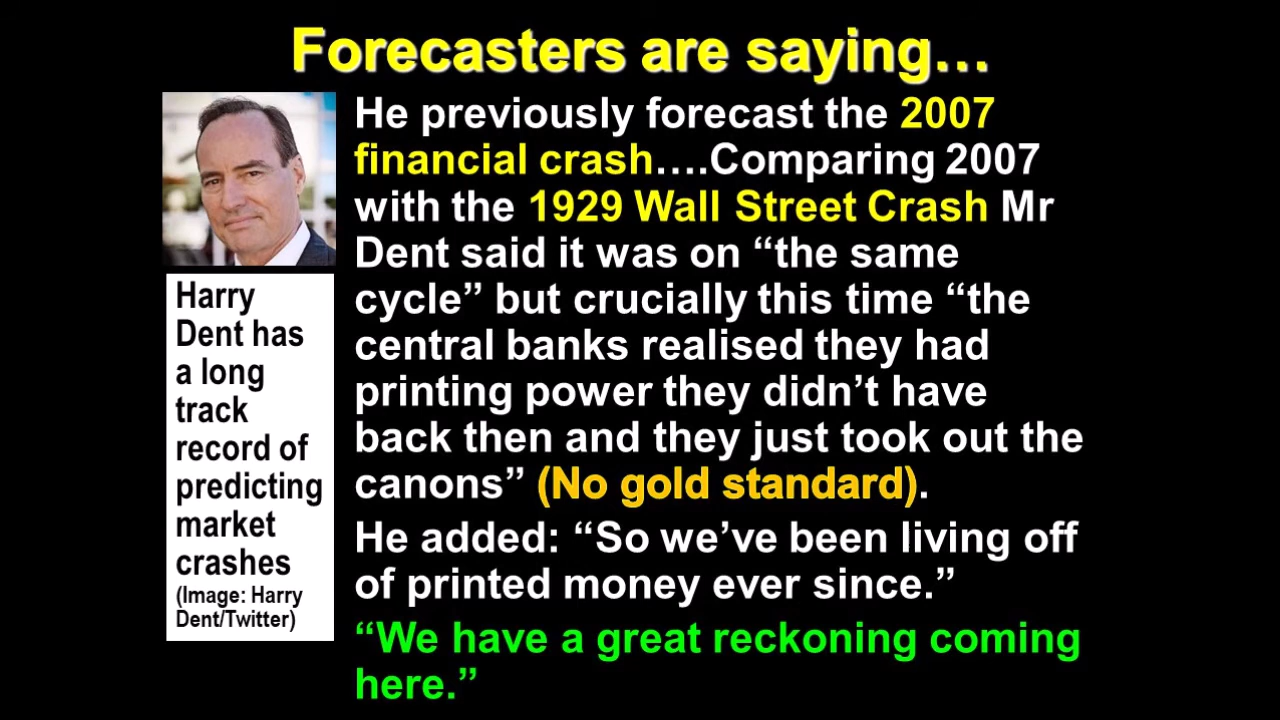 Forecasters are saying…
He previously forecast the 2007
financial crash….Comparing 2007
with the 1929 Wall Street Crash Mr
Dent said it was on “the same
cycle” but crucially this time “the
central banks realised they had
printing power they didn’t have
back then and they just took out the
canons” (No gold standard).
He added: “So we’ve been living off
of printed money ever since.”
“We have a great reckoning coming
here.”
Harry
Dent has
a long
track
record of
predicting
market
crashes
(Image: Harry
Dent/Twitter)